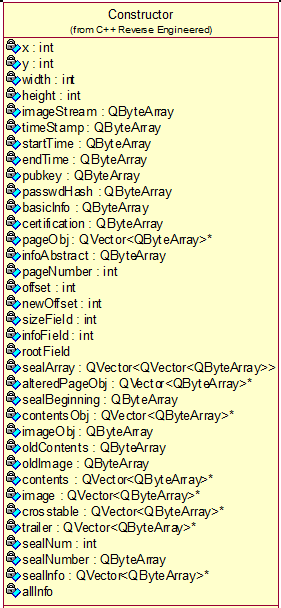 Constructor
(from C++ Reverse Engineered)
x : int
y : int
width : int
height : int
imageStream : QByteArray
timeStamp : QByteArray
startTime : QByteArray
endTime : QByteArray
pubkey : QByteArray
passwdHash : QByteArray
basicInfo : QByteArray
certification : QByteArray
pageObj : QVector<QByteArray>*
infoAbstract : QByteArray
pageNumber : int
offset : int
newOffset : int
sizeField : int
infoField : int
rootField
sealArray : QVector<QVector<QByteArray>>
alteredPageObj : QVector<QByteArray>*
sealBeginning : QByteArray
contentsObj : QVector<QByteArray>*
imageObj : QByteArray
oldContents : QByteArray
oldImage : QByteArray
contents : QVector<QByteArray>*
image : QVector<QByteArray>*
crosstable : QVector<QByteArray>*
trailer : QVector<QByteArray>*
sealNum : int
sealNumber : QByteArray
sealInfo : QVector<QByteArray>*
allInfo